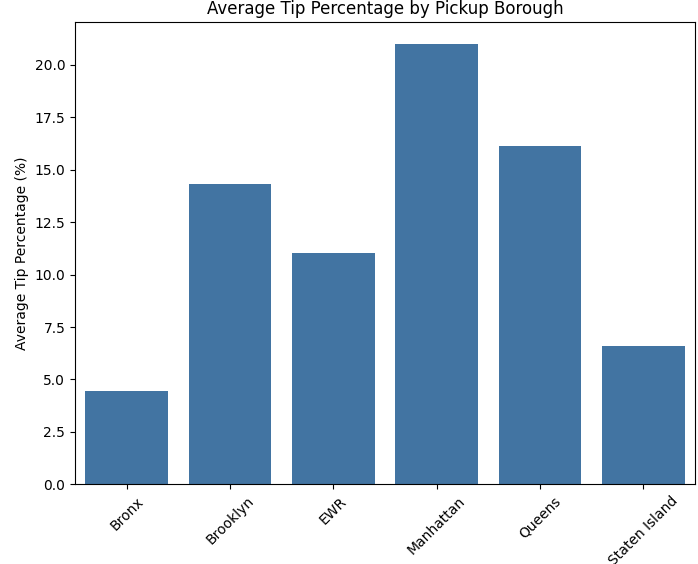 Average Tip Percentage by Pickup Borough
Average Tip Percentage (%)
20.0
17.5
15.0
12.5
10.0
7.5
5.0
2.5
0.0
Bronx
Brooklyn
EWR
Manhattan
Queens
Staten Island